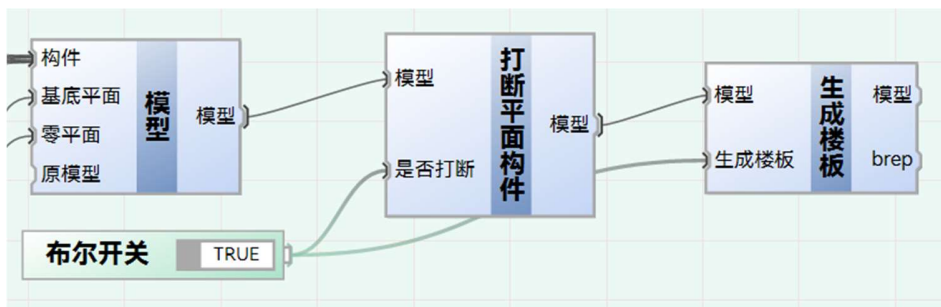 构件
基底平面
零平面
原模型
模型
模型
模型
是否打断
打断平面构件
模型
模型
生成楼板
生成楼板
模型
brep
布尔开关
TRUE